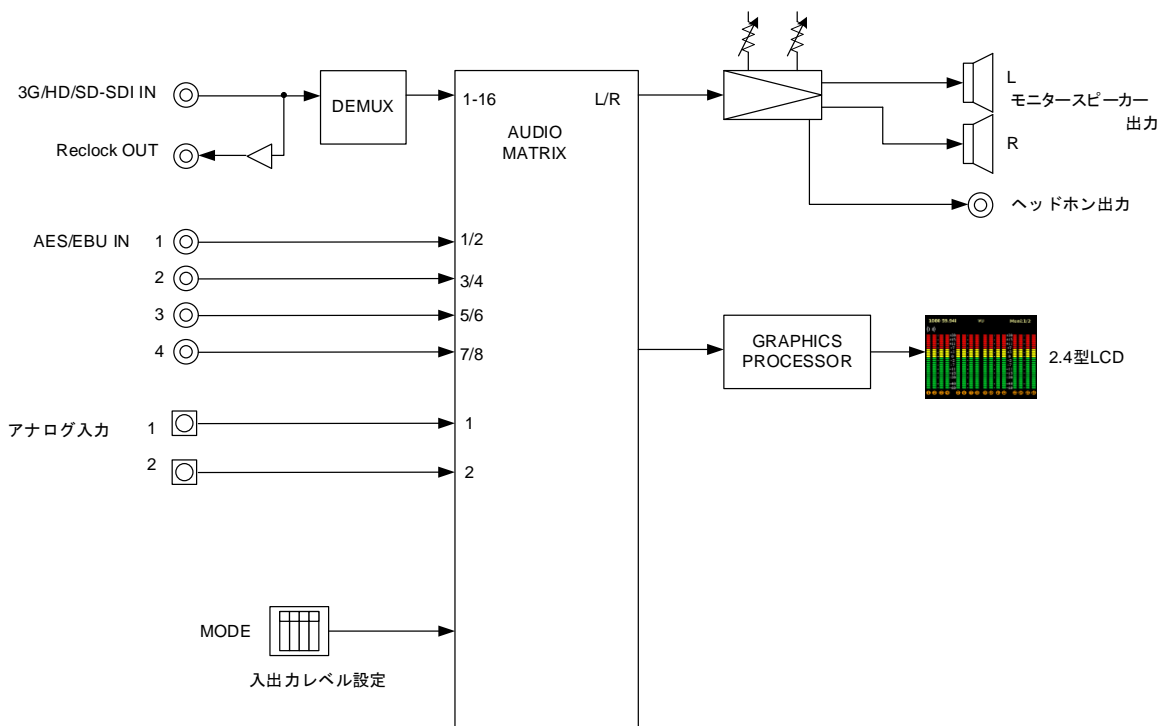 3G/HD/SD-SDI IN
DEMUX
1-16
L/R
AUDIO
MATRIX
L
モニタースピーカー
出力
R
Reclock OUT
ヘッドホン出力
AES/EBU IN
1
1/2
2
3/4
3
5/6
4
7/8
GRAPHICS
PROCESSOR
2.4型LCD
アナログ入力
1
1
2
2
MODE
入出力レベル設定